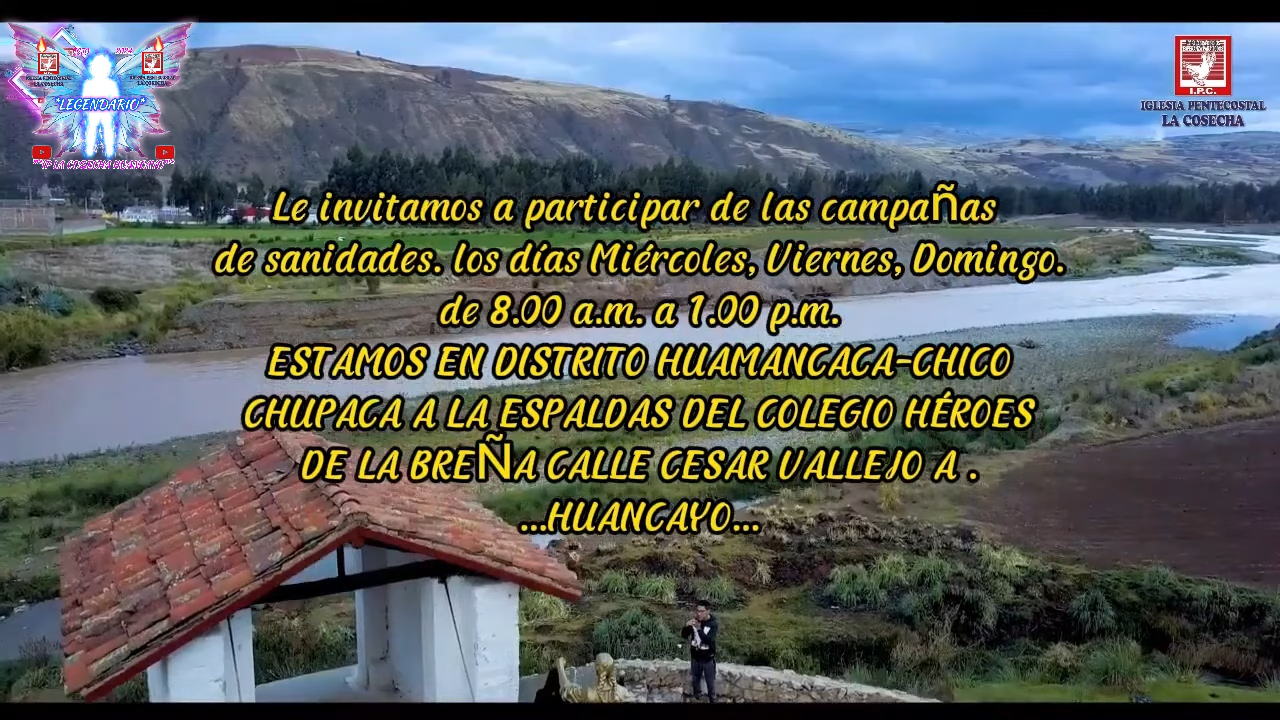 "LEGENDARIO"
I.P.C.
IGLESIA PENTECOSTAL
LA COSECHA
Le invitamos a participar de las campañas
de sanidades. los días Miércoles, Viernes, Domingo.
de 8.00 a.m. a 1.00 p.m.
ESTAMOS EN DISTRITO HUAMANCACA-CHICO
CHUPACA A LA ESPALDAS DEL COLEGIO HÉROES
DE LA BREÑA CALLE CESAR VALLEJO A .
...HUANCAYO...